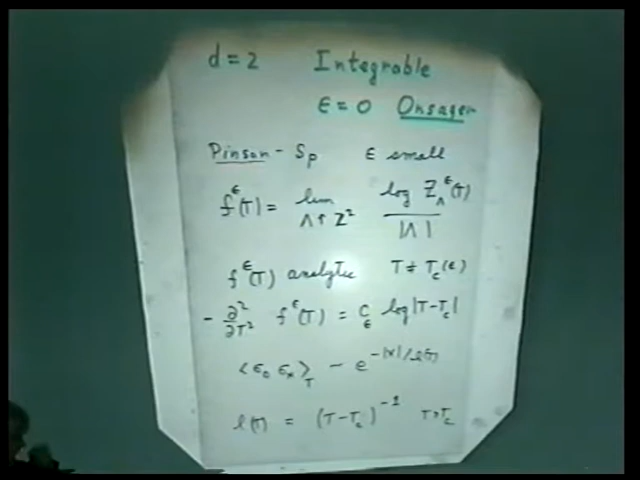 d = 2 Integrable
ε = 0 Onsager
Pinson - Sp ε small
f^ε(T) = lim_{Λ↑Z²} log Z_Λ^ε(T) / |Λ|
f^ε(T) analytic T ≠ T_c(ε)
- ∂²/∂T² f^ε(T) = C_ε log|T-T_c|
<ε_0 ε_x>_T ~ e^{-|x|/ℓ(T)}
ℓ(T) = (T-T_c)^{-1} T>T_c